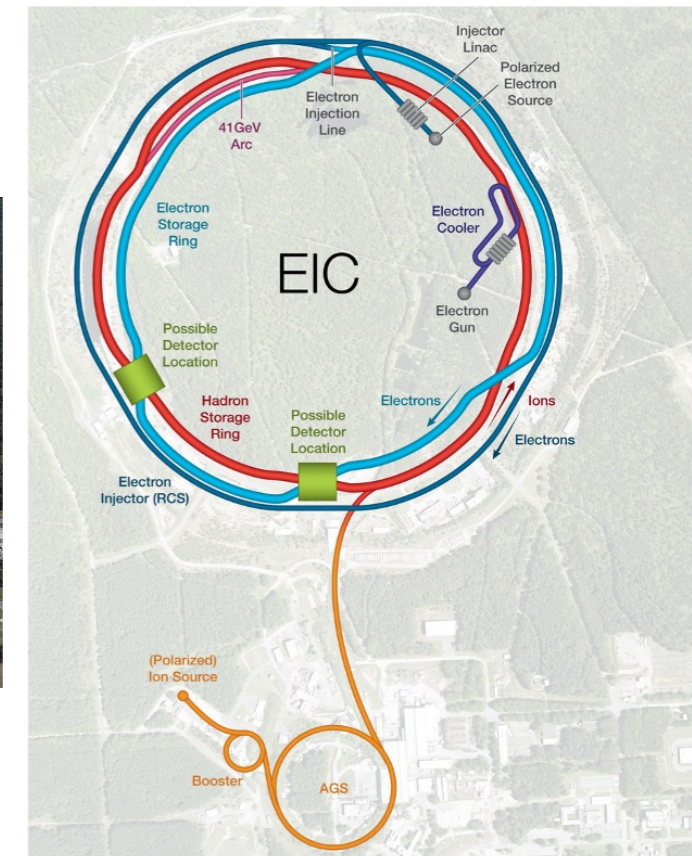 Injector
Linac
Polarized
Electron
Source
Electron
Injection
Line
41GeV
Arc
Electron
Storage
Ring
Electron
Cooler
EIC
Electron
Gun
Possible
Detector
Location
Hadron
Storage
Ring
Possible
Detector
Location
Electrons
Ions
Electrons
Electron
Injector (RCS)
(Polarized)
Ion Source
Booster
AGS